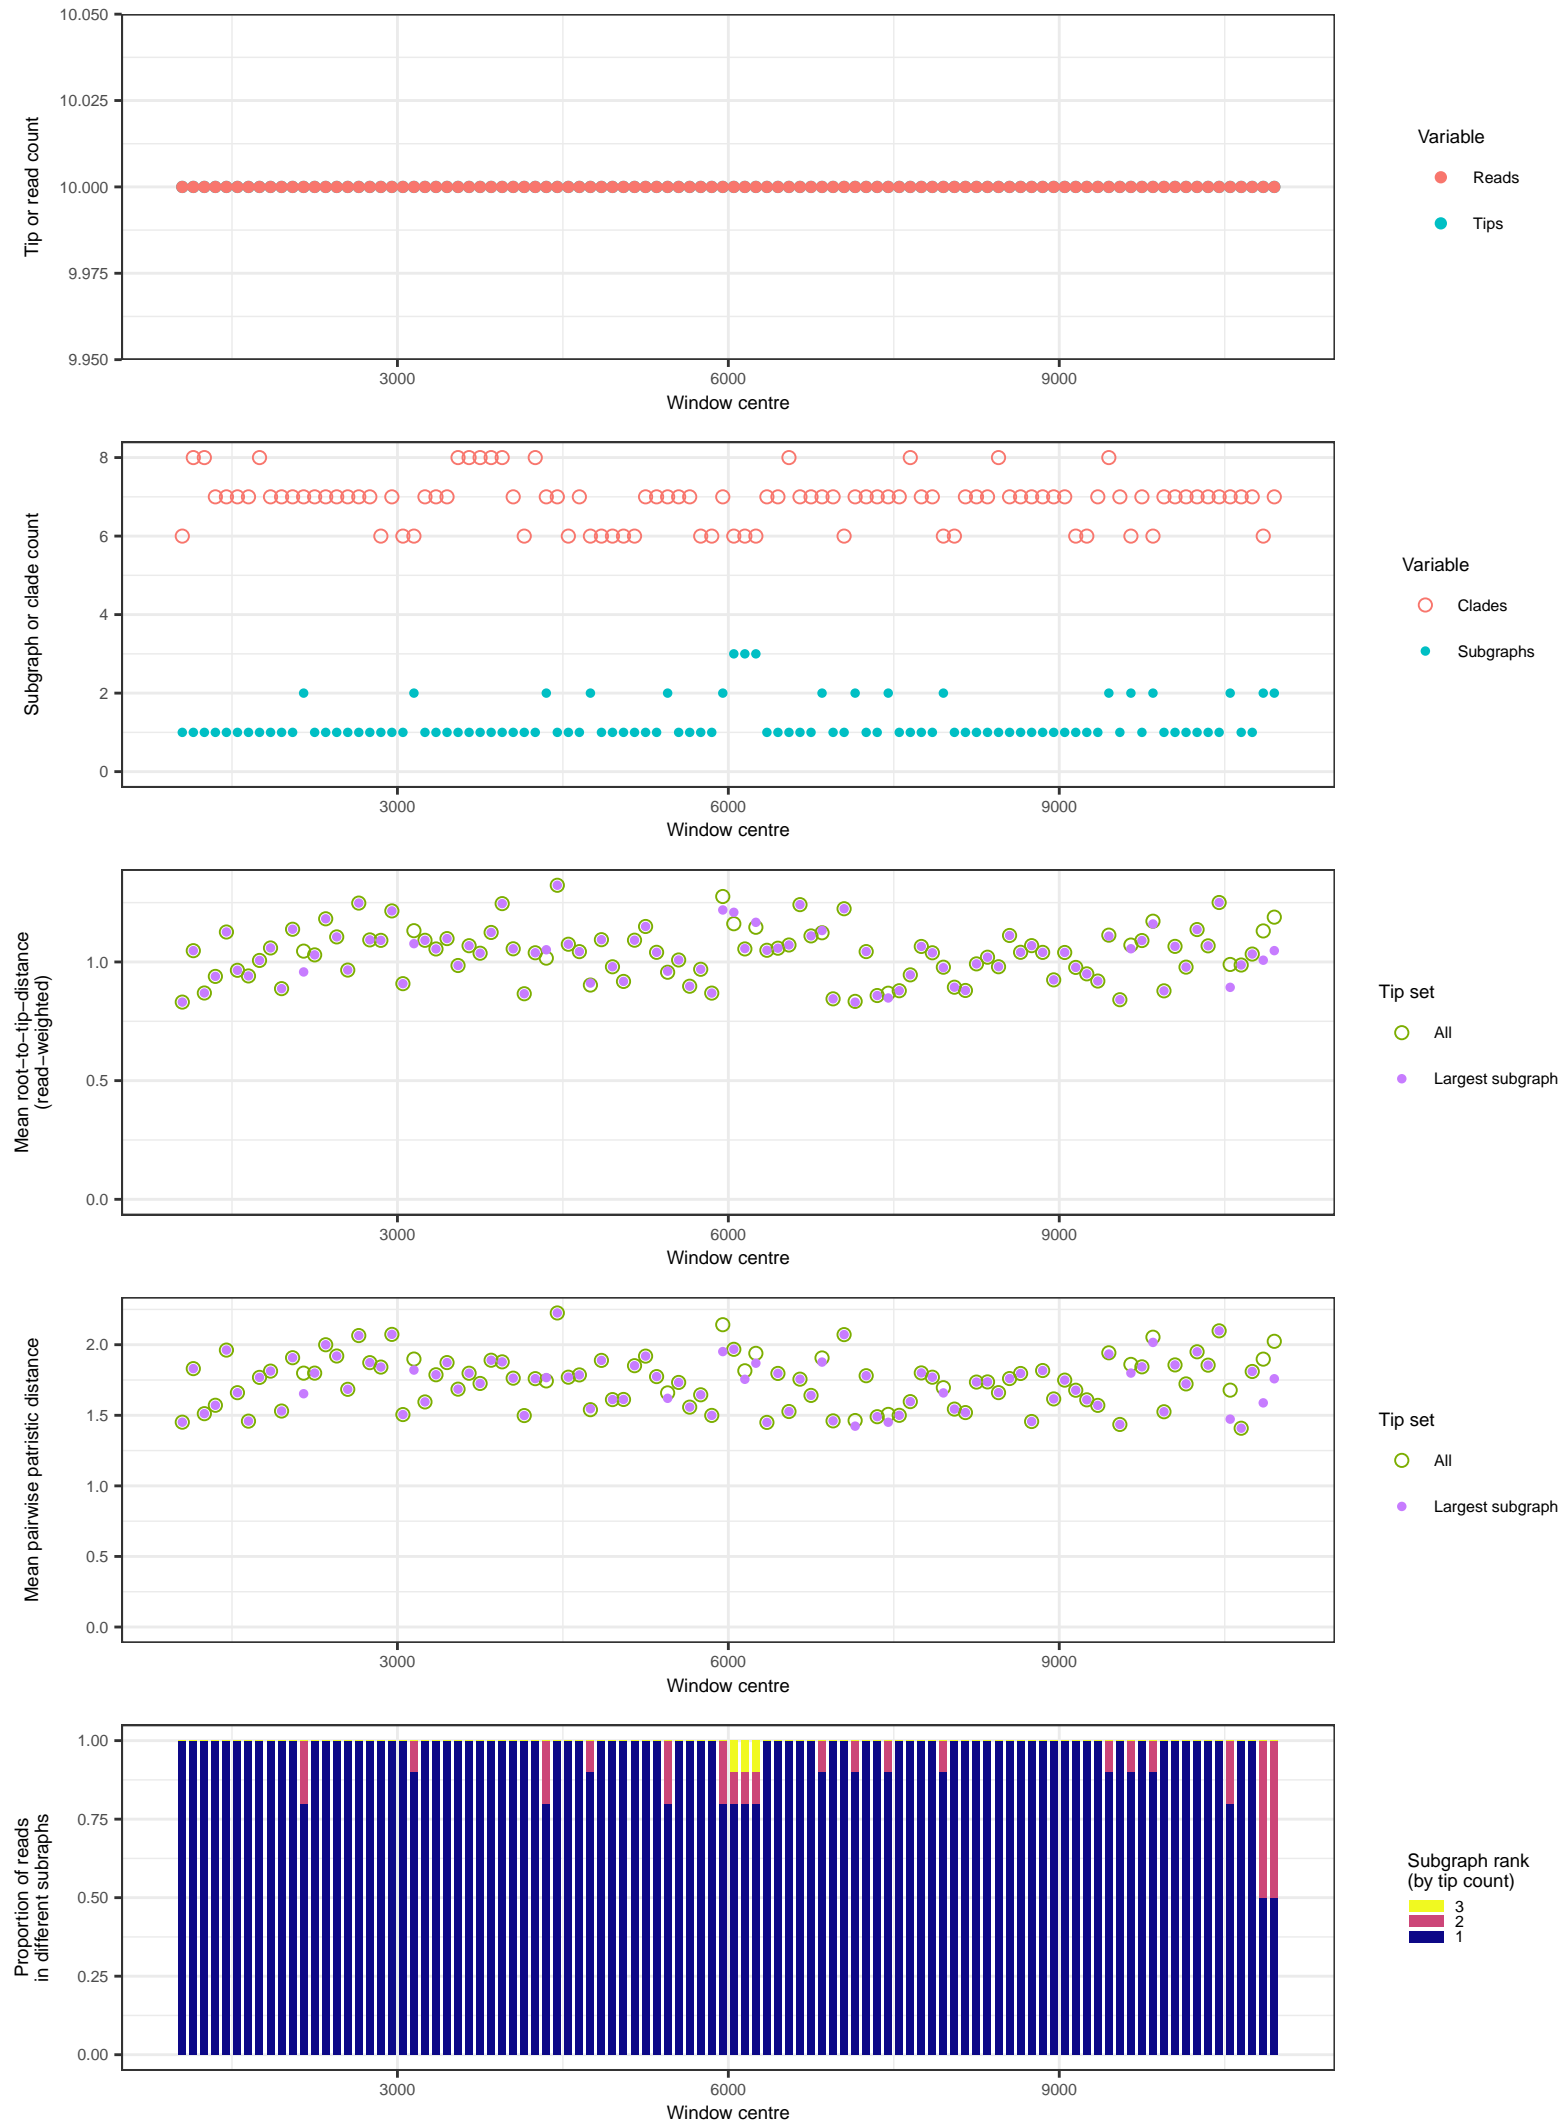 10.050
10.025
10.000
9.975
9.950
Tip or read count
3000
6000
9000
Window centre
Variable
Reads
Tips
8
6
4
2
0
Subgraph or clade count
3000
6000
9000
Window centre
Variable
Clades
Subgraphs
1.0
0.5
0.0
Mean root−to−tip−distance
(read−weighted)
3000
6000
9000
Window centre
Tip set
All
Largest subgraph
2.0
1.5
1.0
0.5
0.0
Mean pairwise patristic distance
3000
6000
9000
Window centre
Tip set
All
Largest subgraph
1.00
0.75
0.50
0.25
0.00
Proportion of reads
in different subraphs
3000
6000
9000
Window centre
Subgraph rank
(by tip count)
3
2
1